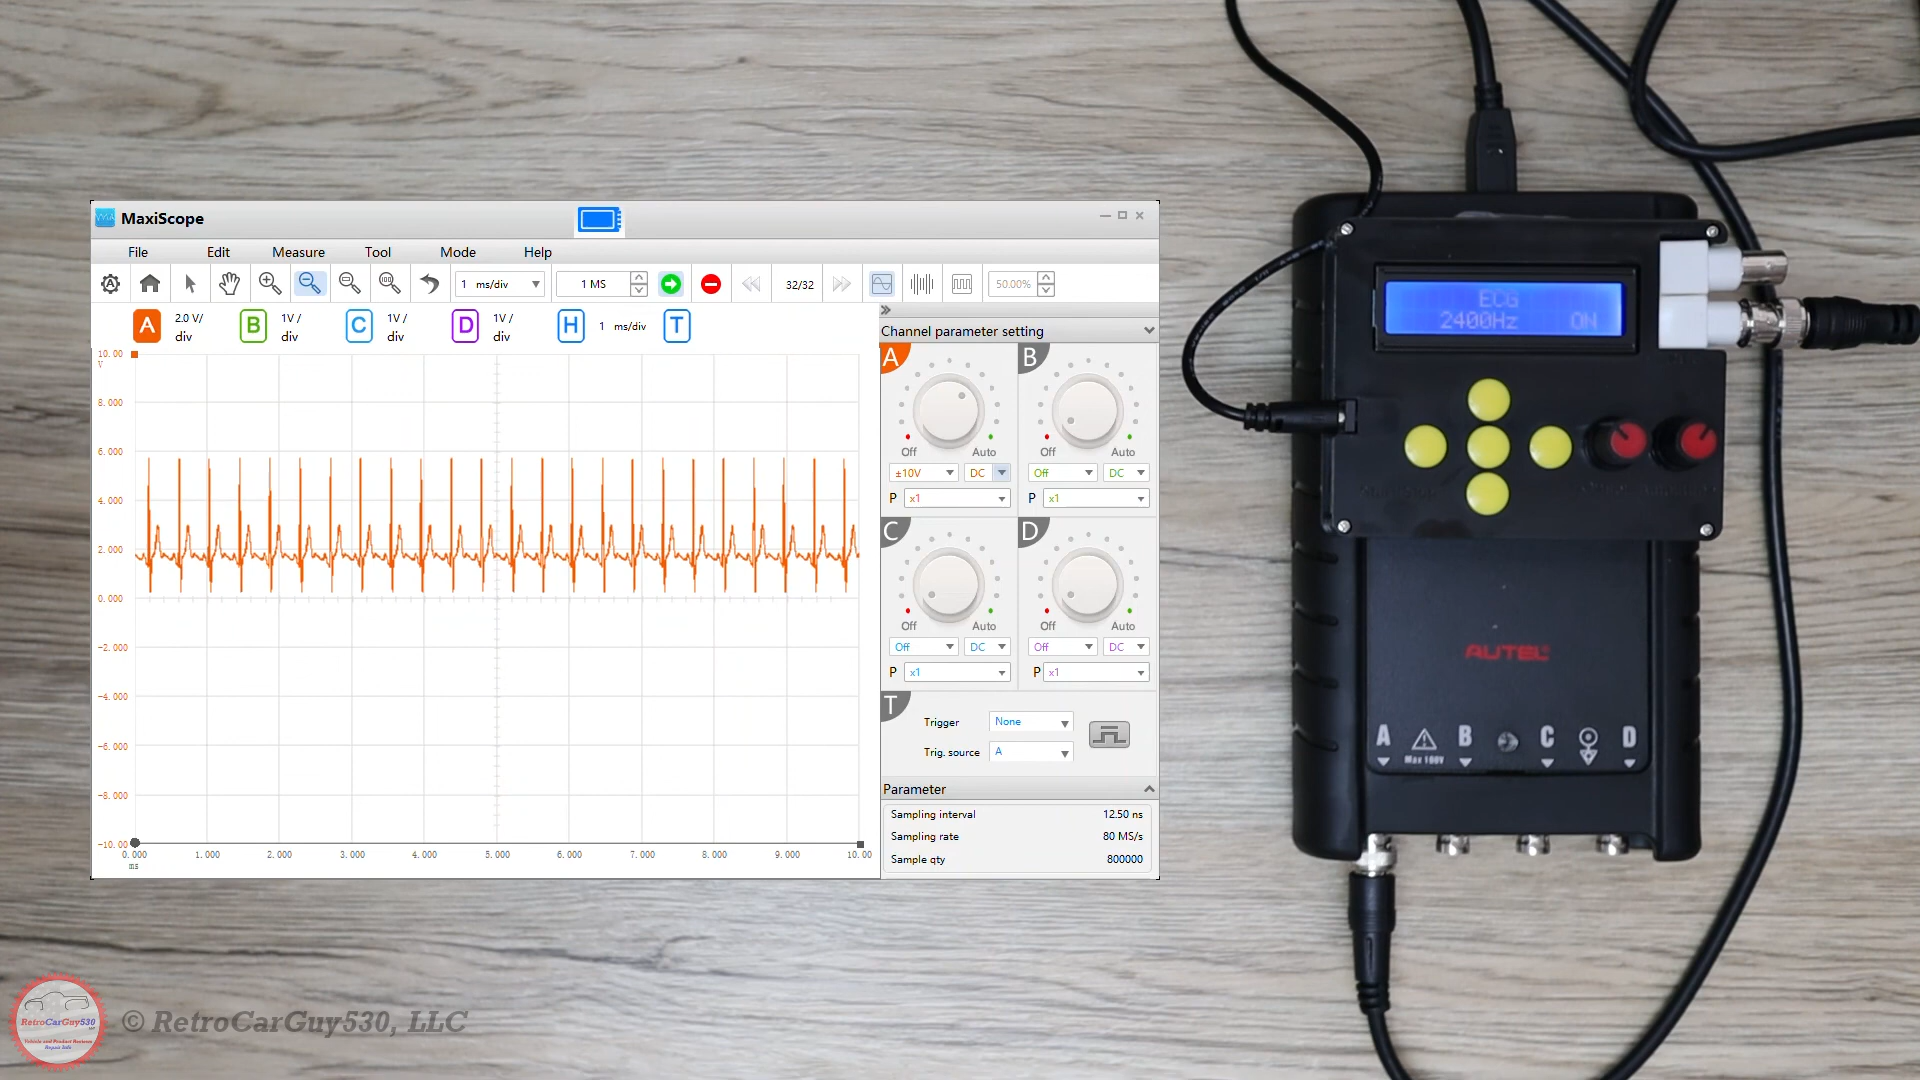 MaxiScope
File Edit Measure Tool Mode Help
1 ms/div 1 MS 32/32 50.00%
A 2.0 V/ div B 1V / div C 1V / div D 1V / div H 1 ms/div T
Channel parameter setting
10.00
V
8.000
6.000
4.000
2.000
0.000
-2.000
-4.000
-6.000
-8.000
-10.00
0.000 1.000 2.000 3.000 4.000 5.000 6.000 7.000 8.000 9.000 10.00
ms
A B
Off Auto Off Auto
±10V DC Off DC
P x1 P x1
C D
Off Auto Off Auto
Off DC Off DC
P x1 P x1
T
Trigger None
Trig. source A
Parameter
Sampling interval 12.50 ns
Sampling rate 80 MS/s
Sample qty 800000
ECG
2400Hz ON
AUTEL
A B C D
Max 100V
RetroCarGuy530
Vehicle and Product Reviews
Repair Info
© RetroCarGuy530, LLC